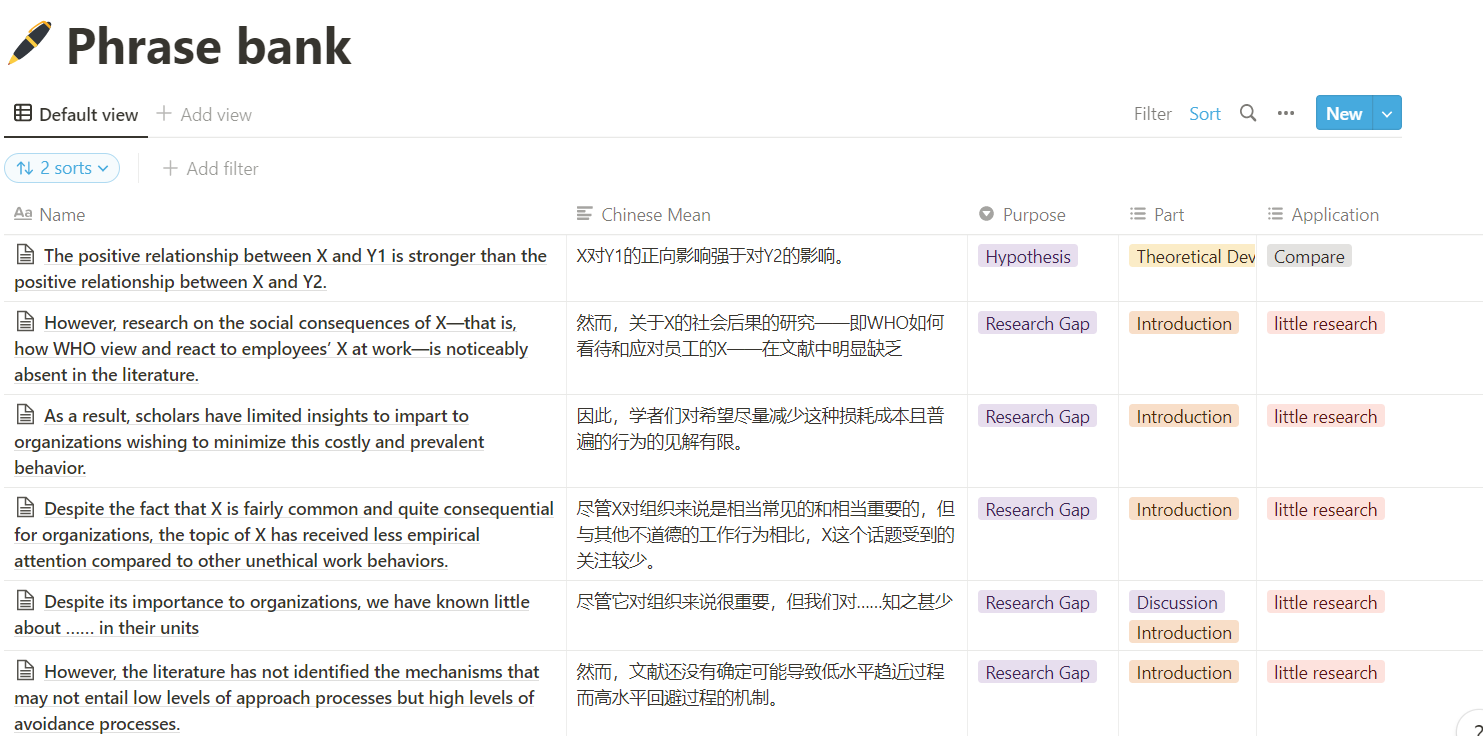 Phrase bank
Default view
Add view
Filter
Sort
New
2 sorts
Add filter
Aa Name
Chinese Mean
Purpose
Part
Application
The positive relationship between X and Y1 is stronger than the
positive relationship between X and Y2.
X对Y1的正向影响强于对Y2的影响。
Hypothesis
Theoretical Dev
Compare
However, research on the social consequences of X—that is,
how WHO view and react to employees’ X at work—is noticeably
absent in the literature.
然而，关于X的社会后果的研究——即WHO如何
看待和应对员工的X——在文献中明显缺乏
Research Gap
Introduction
little research
As a result, scholars have limited insights to impart to
organizations wishing to minimize this costly and prevalent
behavior.
因此，学者们对希望尽量减少这种损耗成本且普
遍的行为的见解有限。
Research Gap
Introduction
little research
Despite the fact that X is fairly common and quite consequential
for organizations, the topic of X has received less empirical
attention compared to other unethical work behaviors.
尽管X对组织来说是相当常见的和相当重要的，但
与其他不道德的工作行为相比，X这个话题受到的
关注较少。
Research Gap
Introduction
little research
Despite its importance to organizations, we have known little
about …… in their units
尽管它对组织来说很重要，但我们对……知之甚少
Research Gap
Discussion
Introduction
little research
However, the literature has not identified the mechanisms that
may not entail low levels of approach processes but high levels of
avoidance processes.
然而，文献还没有确定可能导致低水平趋近过程
而高水平回避过程的机制。
Research Gap
Introduction
little research